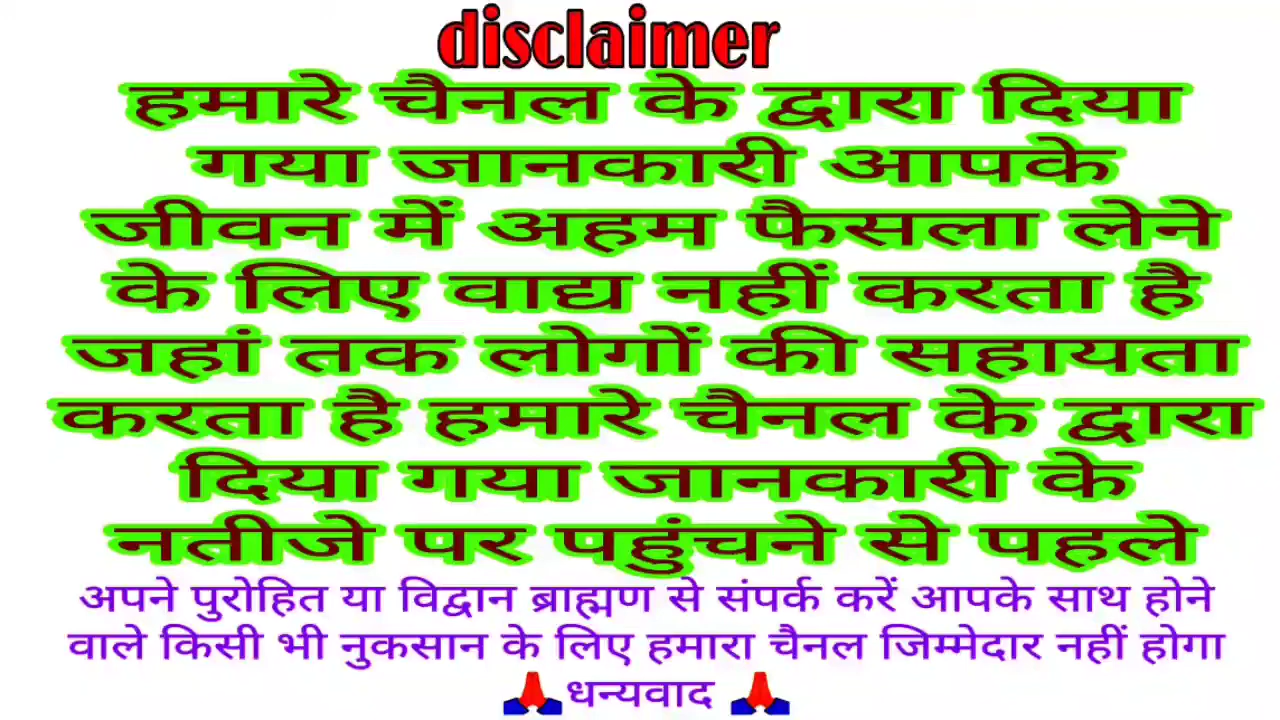 disclaimer
हमारे चैनल के द्वारा दिया
गया जानकारी आपके
जीवन में अहम फैसला लेने
के लिए वाद्य नहीं करता है
जहां तक लोगों की सहायता
करता है हमारे चैनल के द्वारा
दिया गया जानकारी के
नतीजे पर पहुंचने से पहले
अपने पुरोहित या विद्वान ब्राह्मण से संपर्क करें आपके साथ होने
वाले किसी भी नुकसान के लिए हमारा चैनल जिम्मेदार नहीं होगा
🙏धन्यवाद 🙏